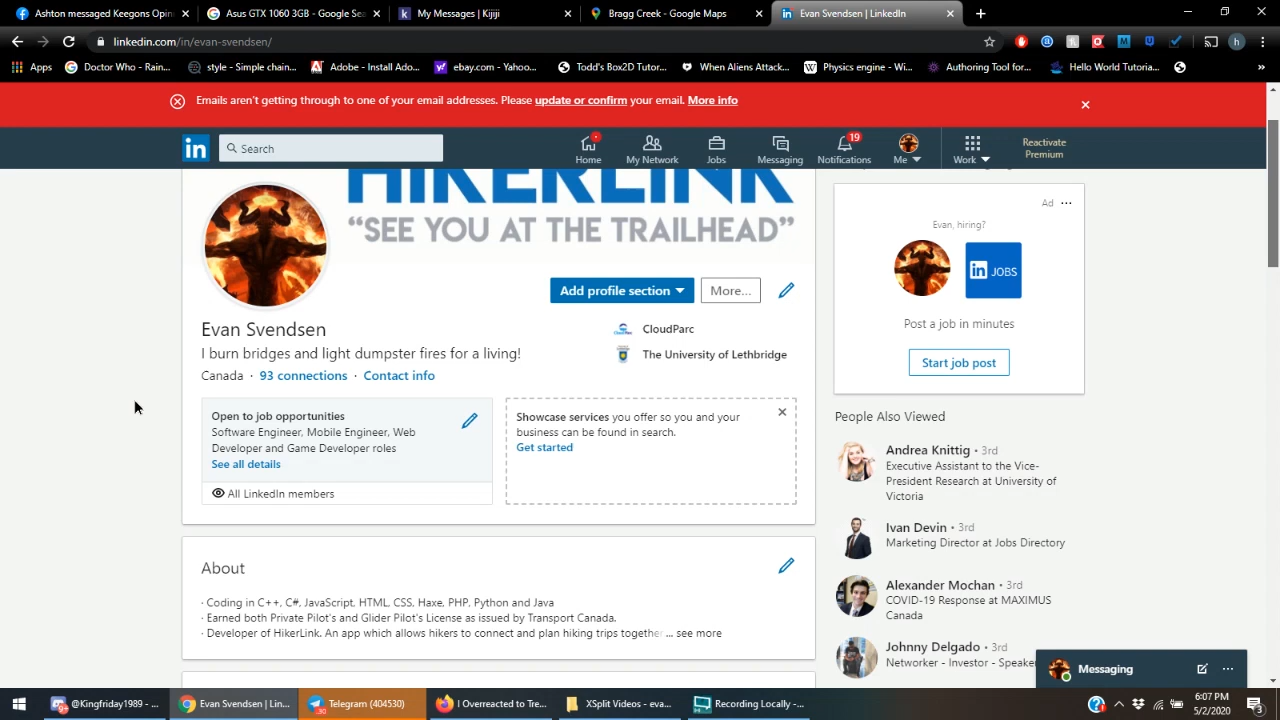 Ashton messaged Keegons Opin
Asus GTX 1060 3GB - Google Sea
My Messages | Kijiji
Bragg Creek - Google Maps
Evan Svendsen | LinkedIn
linkedin.com/in/evan-svendsen/
Apps
Doctor Who - Rain...
style - Simple chain...
Adobe - Install Ado...
ebay.com - Yahoo...
Todd's Box2D Tutor...
When Aliens Attack...
Physics engine - Wi...
Authoring Tool for...
Hello World Tutoria...
Emails aren't getting through to one of your email addresses. Please update or confirm your email. More info
in
Search
Home
My Network
Jobs
Messaging
19
Notifications
Me
Work
Reactivate
Premium
HIKERLINK
"SEE YOU AT THE TRAILHEAD"
Add profile section
More...
Evan Svendsen
I burn bridges and light dumpster fires for a living!
Canada · 93 connections · Contact info
CloudParc
The University of Lethbridge
Open to job opportunities
Software Engineer, Mobile Engineer, Web
Developer and Game Developer roles
See all details
All LinkedIn members
Showcase services you offer so you and your
business can be found in search.
Get started
About
· Coding in C++, C#, JavaScript, HTML, CSS, Haxe, PHP, Python and Java
· Earned both Private Pilot's and Glider Pilot's License as issued by Transport Canada.
· Developer of HikerLink. An app which allows hikers to connect and plan hiking trips together ... see more
Ad ...
Evan, hiring?
in JOBS
Post a job in minutes
Start job post
People Also Viewed
Andrea Knittig • 3rd
Executive Assistant to the Vice-
President Research at University of
Victoria
Ivan Devin • 3rd
Marketing Director at Jobs Directory
Alexander Mochan • 3rd
COVID-19 Response at MAXIMUS
Canada
Johnny Delgado • 3rd
Networker - Investor - Speaker
Messaging
@Kingfriday1989 - ...
Evan Svendsen | Lin...
Telegram (404530)
I Overreacted to Tre...
XSplit Videos - eva...
Recording Locally -...
6:07 PM
5/2/2020